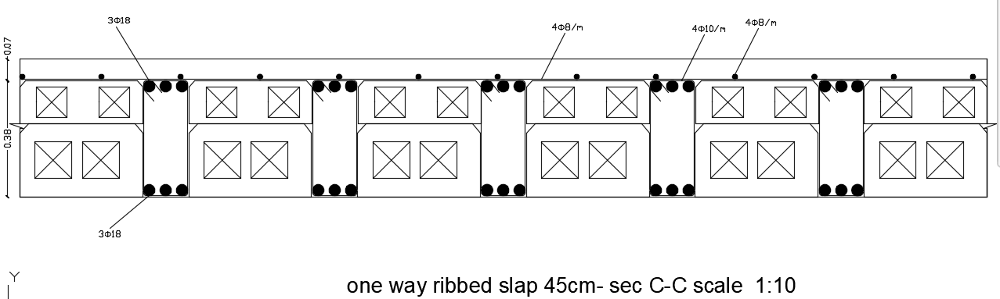 3Φ18
4Φ8/m
4Φ10/m
4Φ8/m
0.07
0.38
3Φ18
Y
one way ribbed slap 45cm- sec C-C scale 1:10